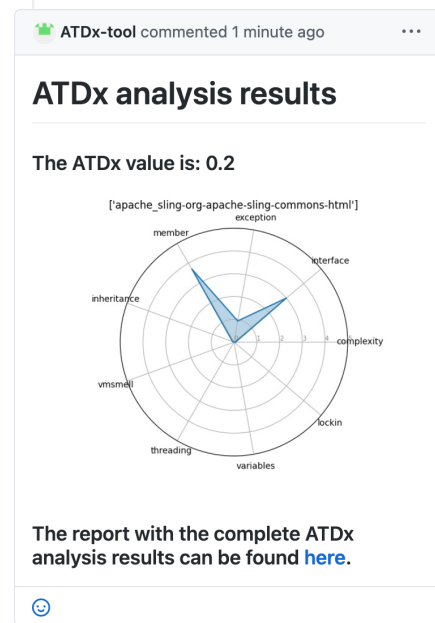 ATDx-tool commented 1 minute ago
ATDx analysis results
The ATDx value is: 0.2
['apache_sling-org-apache-sling-commons-html']
exception
member
interface
inheritance
0 1 2 3 4 5
complexity
vmsmell
lockin
threading
variables
The report with the complete ATDx
analysis results can be found here.